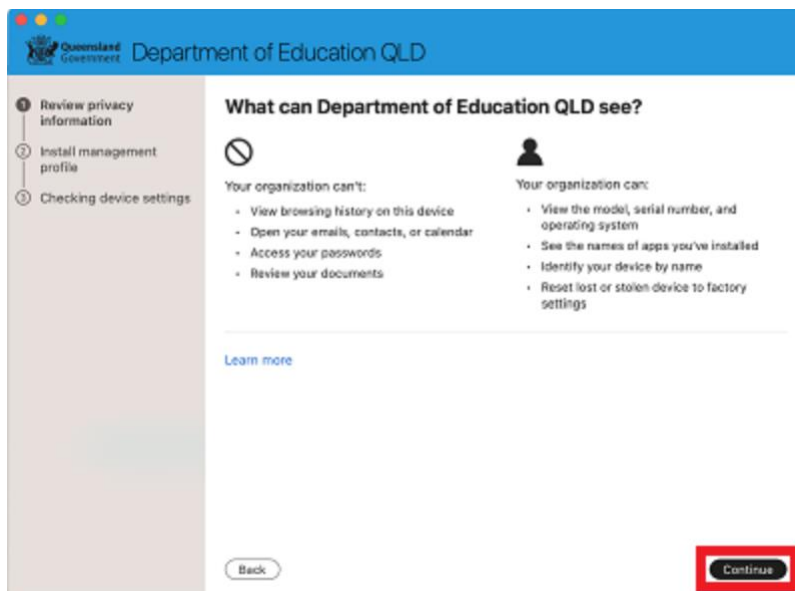 Queensland
Government
Department of Education QLD
1 Review privacy
information
2 Install management
profile
3 Checking device settings
What can Department of Education QLD see?
Your organization can't:
• View browsing history on this device
• Open your emails, contacts, or calendar
• Access your passwords
• Review your documents
Your organization can:
• View the model, serial number, and
operating system
• See the names of apps you've installed
• Identify your device by name
• Reset lost or stolen device to factory
settings
Learn more
Back
Continue